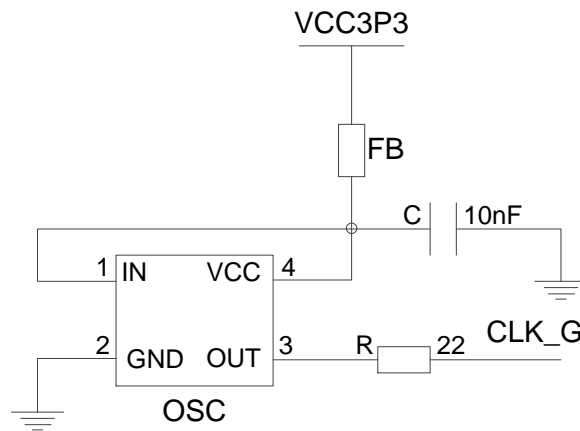 VCC3P3
FB
C 10nF
1 IN VCC 4
2 GND OUT 3 R 22 CLK_G
OSC